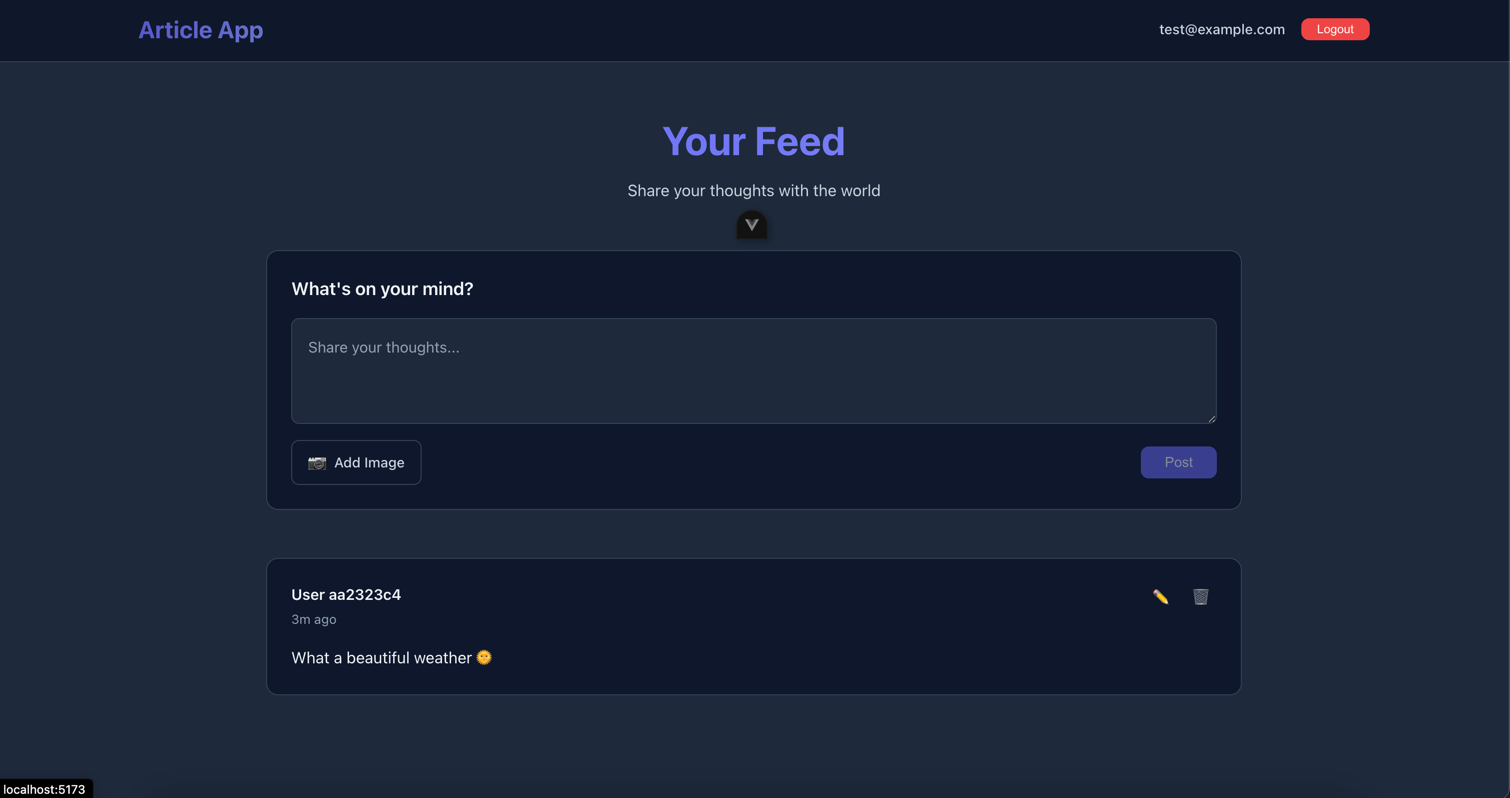 Article App
test@example.com
Logout
Your Feed
Share your thoughts with the world
What's on your mind?
Share your thoughts...
📷 Add Image
Post
User aa2323c4
✏️ 🗑️
3m ago
What a beautiful weather 🌞
localhost:5173